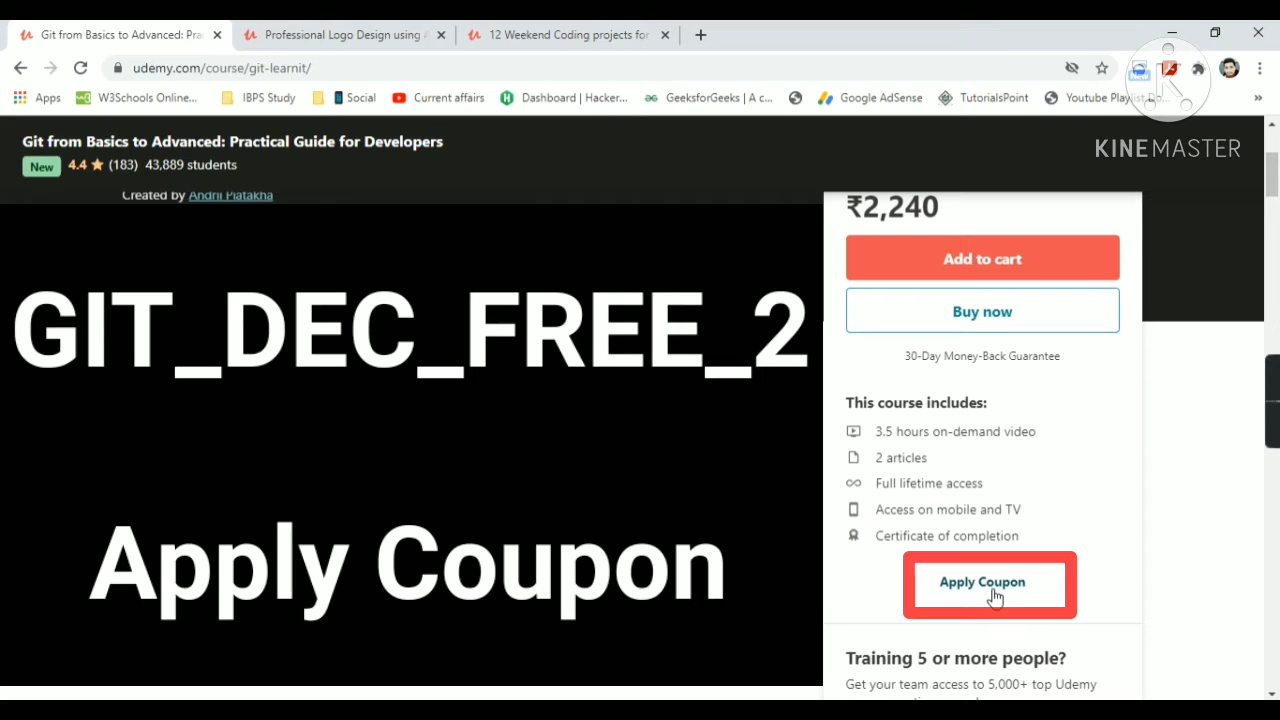 Git from Basics to Advanced: Pra
Professional Logo Design using A
12 Weekend Coding projects for
udemy.com/course/git-learnit/
Apps
W3Schools Online...
IBPS Study
Social
Current affairs
Dashboard | Hacker...
GeeksforGeeks | A c...
Google AdSense
TutorialsPoint
Youtube Playlist Do...
Git from Basics to Advanced: Practical Guide for Developers
KINEMASTER
New 4.4 (183) 43,889 students
Created by Andrii Piatakha
₹2,240
Add to cart
GIT_DEC_FREE_2
Buy now
30-Day Money-Back Guarantee
This course includes:
3.5 hours on-demand video
2 articles
Full lifetime access
Access on mobile and TV
Certificate of completion
Apply Coupon
Apply Coupon
Training 5 or more people?
Get your team access to 5,000+ top Udemy